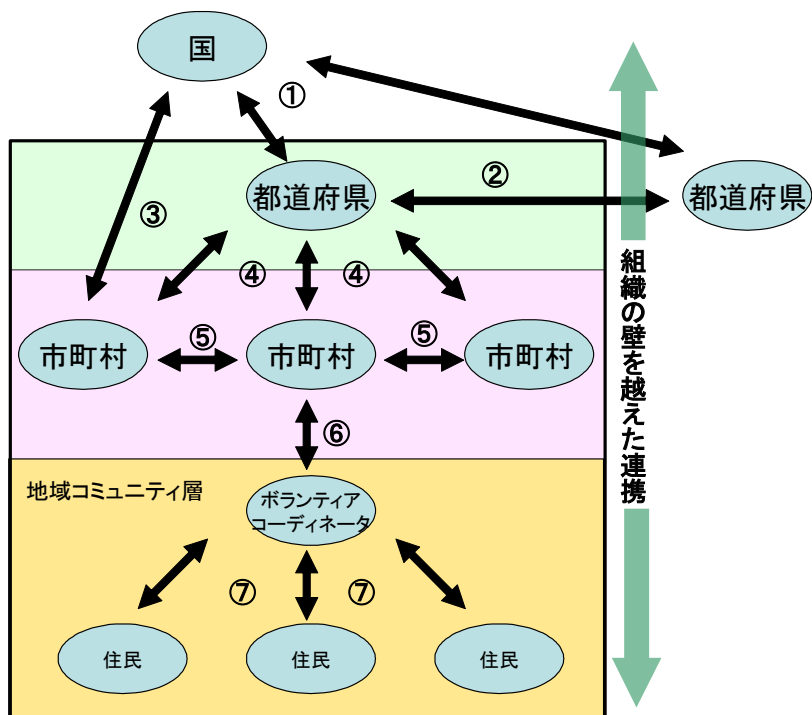 国
①
②
③
都道府県
都道府県
④
④
組織の壁を越えた連携
⑤
⑤
市町村
市町村
市町村
⑥
地域コミュニティ層
ボランティア
コーディネータ
⑦
⑦
住民
住民
住民